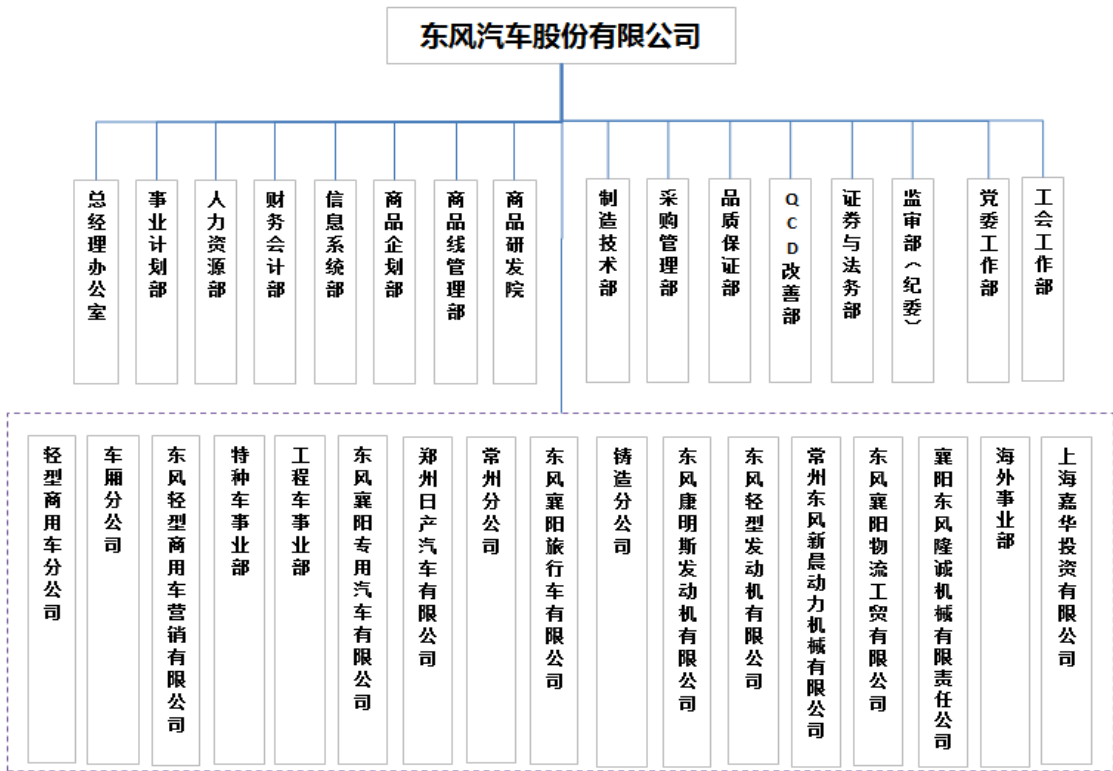 东风汽车股份有限公司
总经理办公室
事业计划部
人力资源部
财务会计部
信息系统部
商品企划部
商品线管理部
商品研发院
制造技术部
采购管理部
品质保证部
QCD改善部
证券与法务部
监审部（纪委）
党委工作部
工会工作部
轻型商用车分公司
车厢分公司
东风轻型商用车营销有限公司
特种车事业部
工程车事业部
东风襄阳专用汽车有限公司
郑州日产汽车有限公司
常州分公司
东风襄阳旅行车有限公司
铸造分公司
东风康明斯发动机有限公司
东风轻型发动机有限公司
常州东风新晨动力机械有限公司
东风襄阳物流工贸有限公司
襄阳东风隆诚机械有限责任公司
海外事业部
上海嘉华投资有限公司